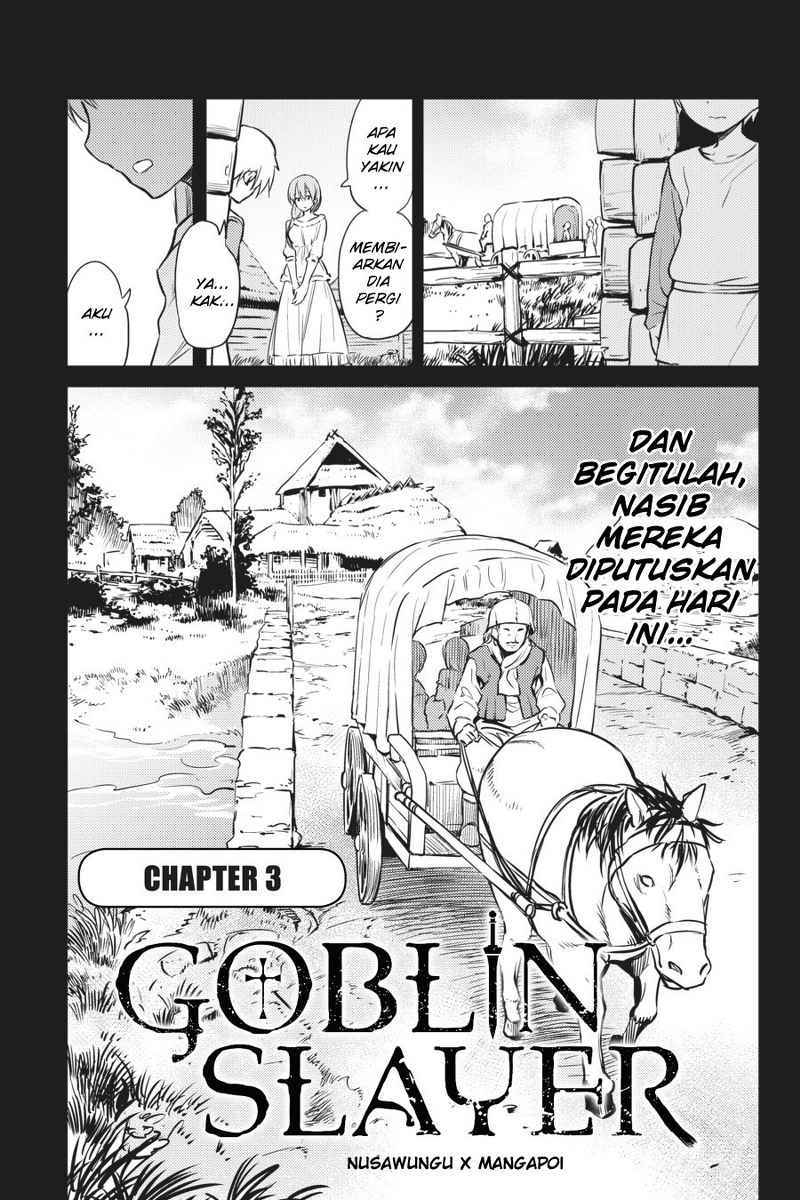 APA
KAU
YAKIN
...
MEMBI-
ARKAN
DIA
PERGI
?
YA...
KAK...
AKU
...
DAN
BEGITULAH,
NASIB
MEREKA
DIPUTUSKAN
PADA HARI
INI...
CHAPTER 3
GOBLIN
SLAYER
NUSAWUNGU X MANGAPOI